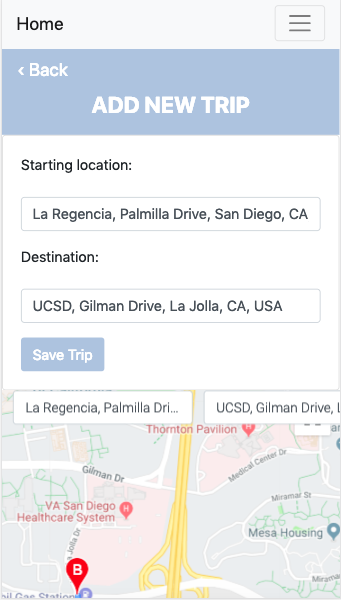 Home
‹ Back
ADD NEW TRIP
Starting location:
La Regencia, Palmilla Drive, San Diego, CA
Destination:
UCSD, Gilman Drive, La Jolla, CA, USA
Save Trip
La Regencia, Palmilla Dri...
UCSD, Gilman Drive, L
Thornton Pavilion
H
Medical Center Dr
Gilman Dr
Miramar St
VA San Diego
Healthcare System
H
Mesa Housing
La Jolla
B
Gas Station